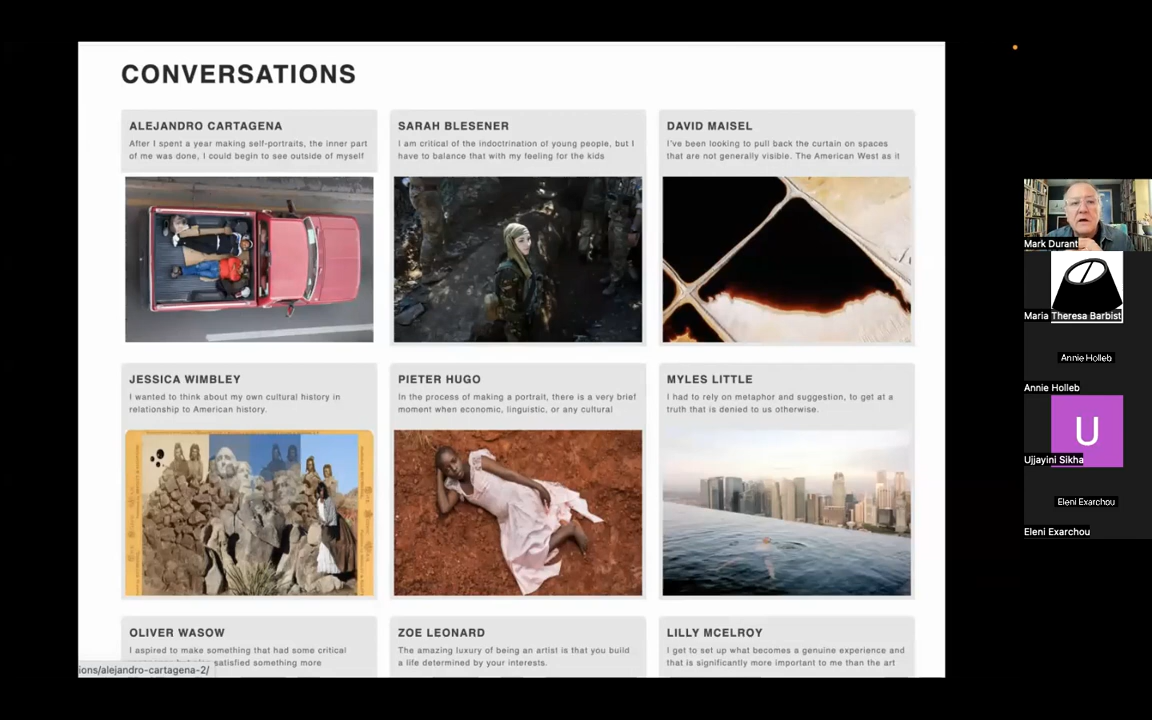 CONVERSATIONS
ALEJANDRO CARTAGENA
After I spent a year making self-portraits, the inner part
of me was done, I could begin to see outside of myself
SARAH BLESENER
I am critical of the indoctrination of young people, but I
have to balance that with my feeling for the kids
DAVID MAISEL
I've been looking to pull back the curtain on spaces
that are not generally visible. The American West as it
JESSICA WIMBLEY
I wanted to think about my own cultural history in
relationship to American history.
PIETER HUGO
In the process of making a portrait, there is a very brief
moment when economic, linguistic, or any cultural
MYLES LITTLE
I had to rely on metaphor and suggestion, to get at a
truth that is denied to us otherwise.
OLIVER WASOW
I aspired to make something that had some critical
satisfied something more
ZOE LEONARD
The amazing luxury of being an artist is that you build
a life determined by your interests.
LILLY MCELROY
I get to set up what becomes a genuine experience and
that is significantly more important to me than the art
ions/alejandro-cartagena-2/
Mark Durant
Maria Theresa Barbist
Annie Holleb
Annie Holleb
U
Ujjayini Sikha
Eleni Exarchou
Eleni Exarchou